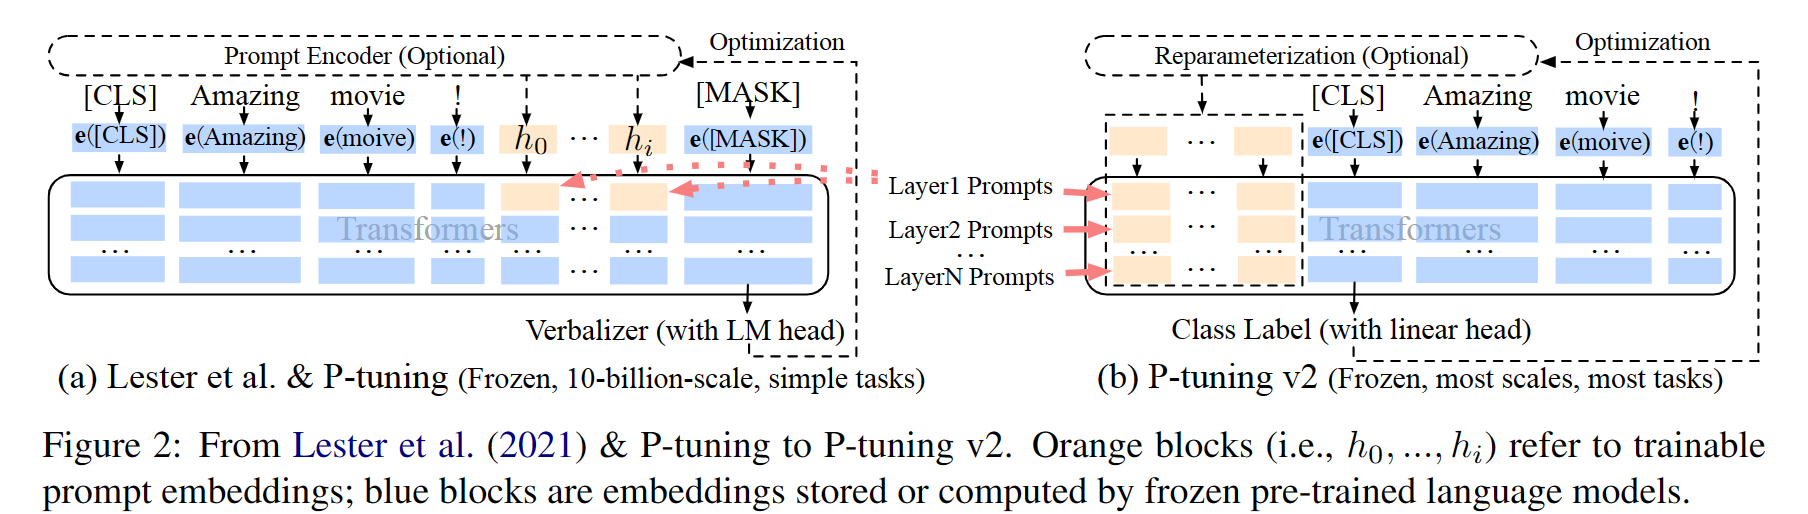 Prompt Encoder (Optional)
Optimization
[CLS] Amazing movie ! [MASK]
e([CLS]) e(Amazing) e(moive) e(!) h0 ... hi e([MASK])
...
Transformers
... ... ... ... ... ...
...
Verbalizer (with LM head)
(a) Lester et al. & P-tuning (Frozen, 10-billion-scale, simple tasks)
Layer1 Prompts
Layer2 Prompts
...
LayerN Prompts
Reparameterization (Optional)
Optimization
[CLS] Amazing movie !
... e([CLS]) e(Amazing) e(moive) e(!)
...
... Transformers
... ... ... ... ... ...
...
Class Label (with linear head)
(b) P-tuning v2 (Frozen, most scales, most tasks)
Figure 2: From Lester et al. (2021) & P-tuning to P-tuning v2. Orange blocks (i.e., h0, ..., hi) refer to trainable
prompt embeddings; blue blocks are embeddings stored or computed by frozen pre-trained language models.